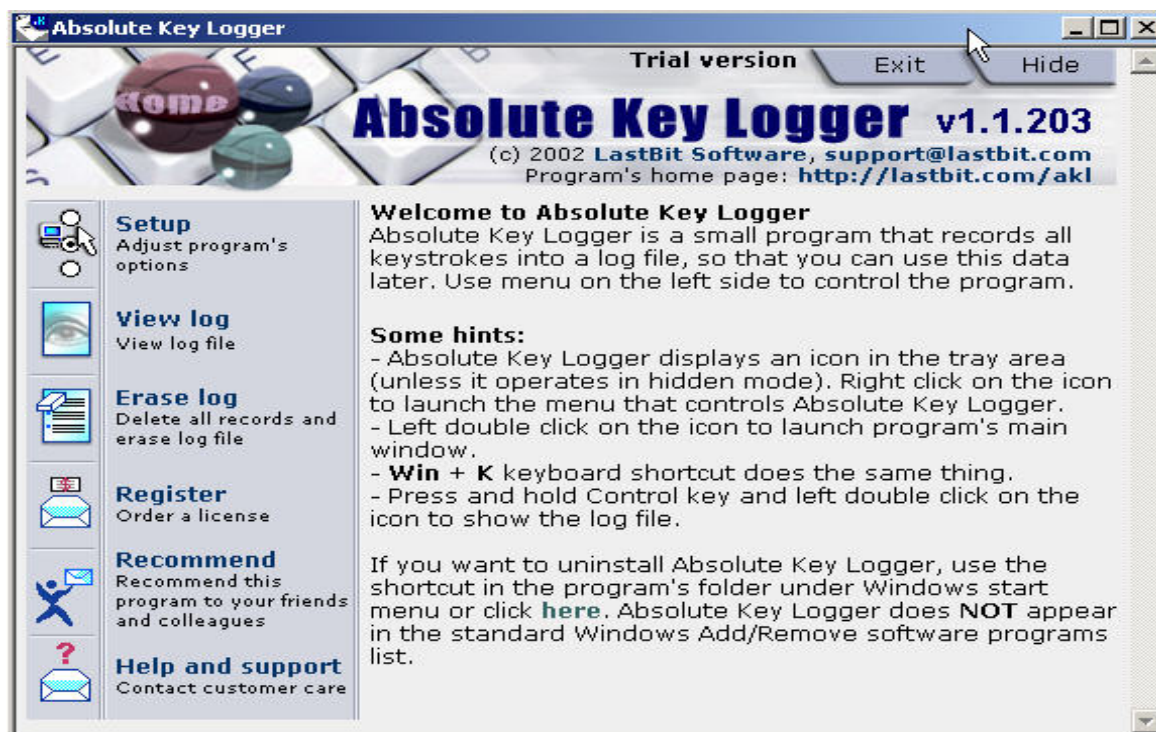 Absolute Key Logger
Trial version
Exit
Hide
Home
Absolute Key Logger v1.1.203
(c) 2002 LastBit Software, support@lastbit.com
Program's home page: http://lastbit.com/akl
Setup
Adjust program's
options
View log
View log file
Erase log
Delete all records and
erase log file
Register
Order a license
Recommend
Recommend this
program to your friends
and colleagues
Help and support
Contact customer care
Welcome to Absolute Key Logger
Absolute Key Logger is a small program that records all
keystrokes into a log file, so that you can use this data
later. Use menu on the left side to control the program.
Some hints:
- Absolute Key Logger displays an icon in the tray area
(unless it operates in hidden mode). Right click on the icon
to launch the menu that controls Absolute Key Logger.
- Left double click on the icon to launch program's main
window.
- Win + K keyboard shortcut does the same thing.
- Press and hold Control key and left double click on the
icon to show the log file.
If you want to uninstall Absolute Key Logger, use the
shortcut in the program's folder under Windows start
menu or click here. Absolute Key Logger does NOT appear
in the standard Windows Add/Remove software programs
list.